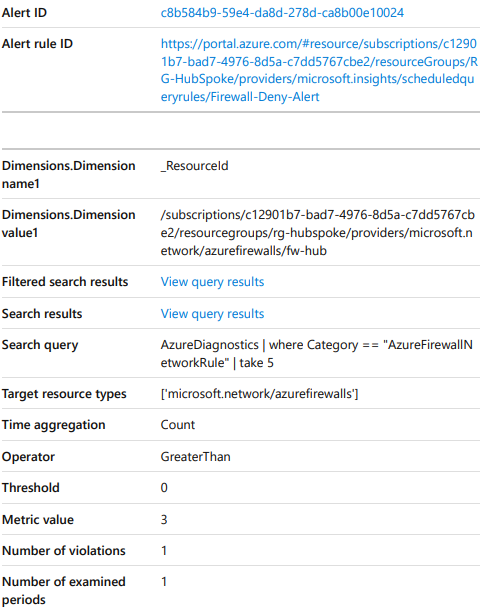 Alert ID c8b584b9-59e4-da8d-278d-ca8b00e10024
Alert rule ID https://portal.azure.com/#resource/subscriptions/c1290
1b7-bad7-4976-8d5a-c7dd5767cbe2/resourceGroups/R
G-HubSpoke/providers/microsoft.insights/scheduledqu
eryrules/Firewall-Deny-Alert
Dimensions.Dimension _ResourceId
name1
Dimensions.Dimension /subscriptions/c12901b7-bad7-4976-8d5a-c7dd5767cb
value1 e2/resourcegroups/rg-hubspoke/providers/microsoft.n
etwork/azurefirewalls/fw-hub
Filtered search results View query results
Search results View query results
Search query AzureDiagnostics | where Category == "AzureFirewallN
etworkRule" | take 5
Target resource types ['microsoft.network/azurefirewalls']
Time aggregation Count
Operator GreaterThan
Threshold 0
Metric value 3
Number of violations 1
Number of examined 1
periods